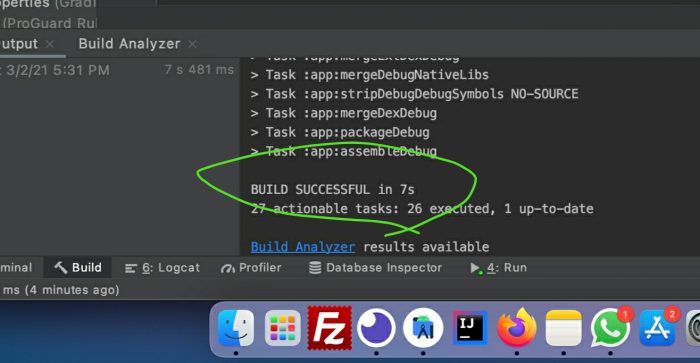 operties (Gradl
(ProGuard Ru
utput × Build Analyzer ×
3/2/21 5:31 PM 7 s 481 ms
> Task :app:mergeExtDexDebug
> Task :app:mergeDebugNativeLibs
> Task :app:stripDebugDebugSymbols NO-SOURCE
> Task :app:mergeDexDebug
> Task :app:packageDebug
> Task :app:assembleDebug
BUILD SUCCESSFUL in 7s
27 actionable tasks: 26 executed, 1 up-to-date
Build Analyzer results available
minal Build 6: Logcat Profiler Database Inspector 4: Run
ms (4 minutes ago)
Fz IJ 1 2